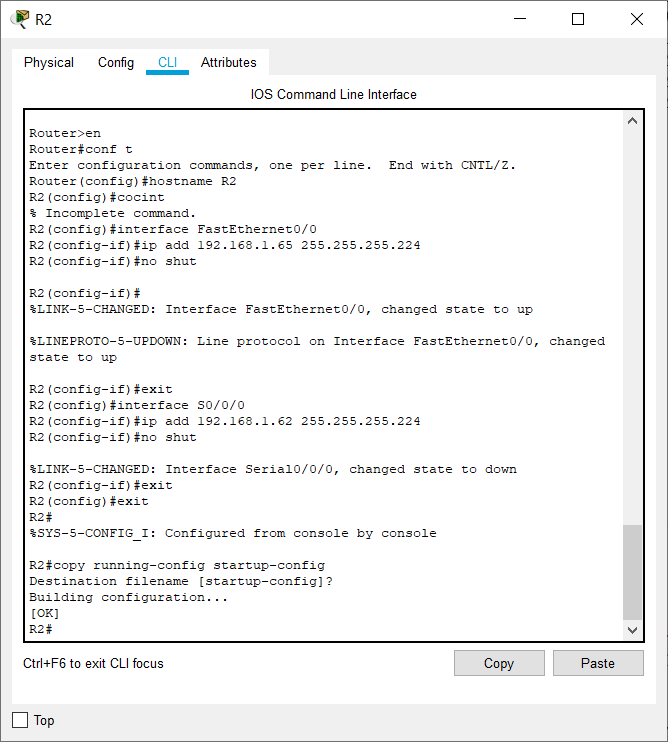 R2
Physical Config CLI Attributes
IOS Command Line Interface
Router>en
Router#conf t
Enter configuration commands, one per line.  End with CNTL/Z.
Router(config)#hostname R2
R2(config)#cocint
% Incomplete command.
R2(config)#interface FastEthernet0/0
R2(config-if)#ip add 192.168.1.65 255.255.255.224
R2(config-if)#no shut
R2(config-if)#
%LINK-5-CHANGED: Interface FastEthernet0/0, changed state to up
%LINEPROTO-5-UPDOWN: Line protocol on Interface FastEthernet0/0, changed
state to up
R2(config-if)#exit
R2(config)#interface S0/0/0
R2(config-if)#ip add 192.168.1.62 255.255.255.224
R2(config-if)#no shut
%LINK-5-CHANGED: Interface Serial0/0/0, changed state to down
R2(config-if)#exit
R2(config)#exit
R2#
%SYS-5-CONFIG_I: Configured from console by console
R2#copy running-config startup-config
Destination filename [startup-config]?
Building configuration...
[OK]
R2#
Ctrl+F6 to exit CLI focus Copy Paste
Top